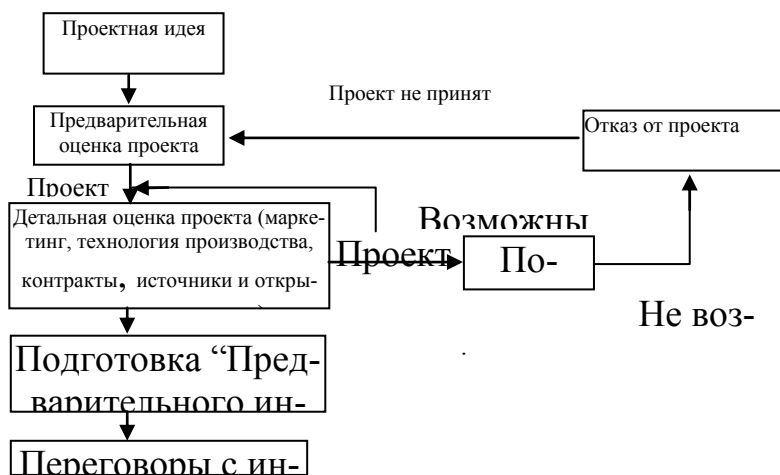 Проектная идея
Проект не принят
Предварительная
оценка проекта
Отказ от проекта
Проект
Детальная оценка проекта (марке-
тинг, технология производства,
контракты, источники и откры-
Возможны
Проект
По-
Не воз-
Подготовка “Пред-
варительного ин-
Переговоры с ин-